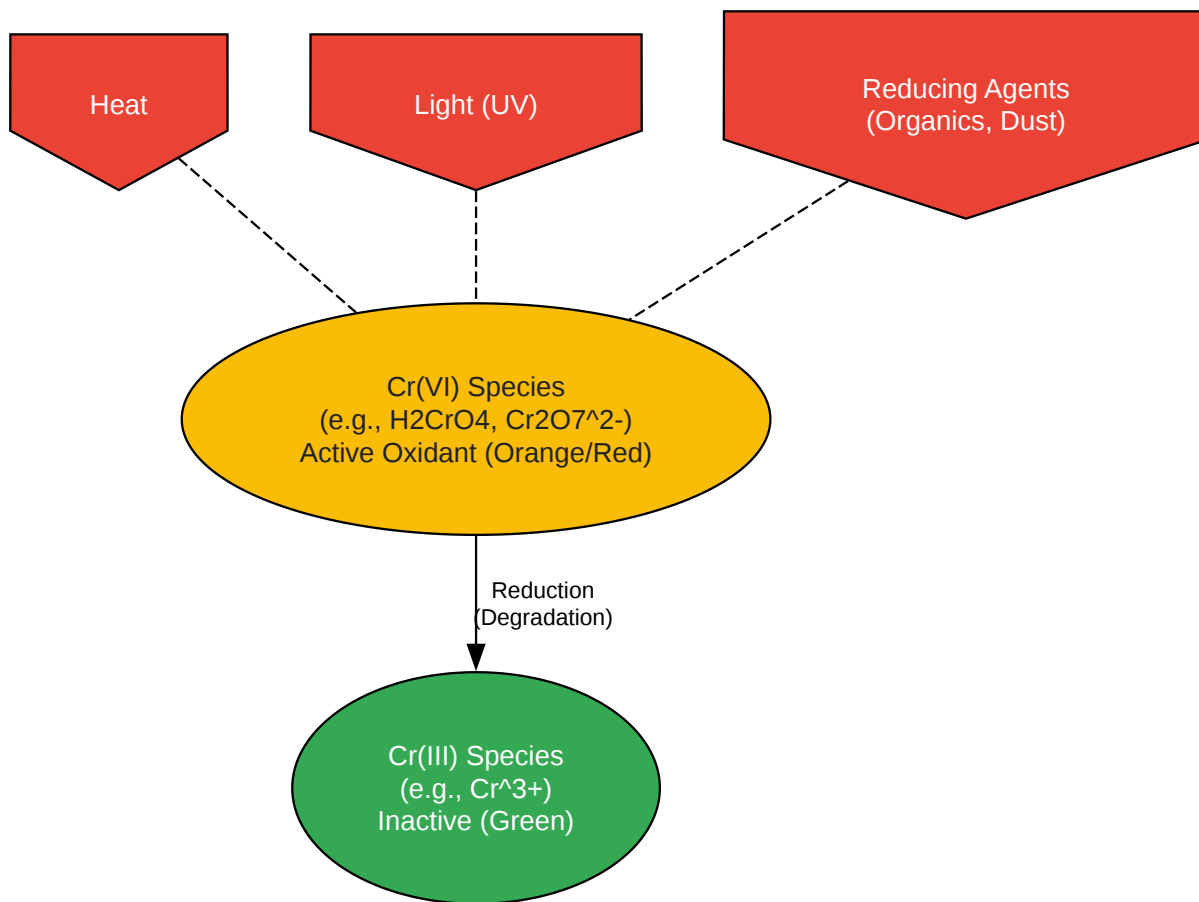 Heat
Light (UV)
Reducing Agents
(Organics, Dust)
Cr(VI) Species
(e.g., H2CrO4, Cr2O7^2-)
Active Oxidant (Orange/Red)
Reduction
(Degradation)
Cr(III) Species
(e.g., Cr^3+)
Inactive (Green)